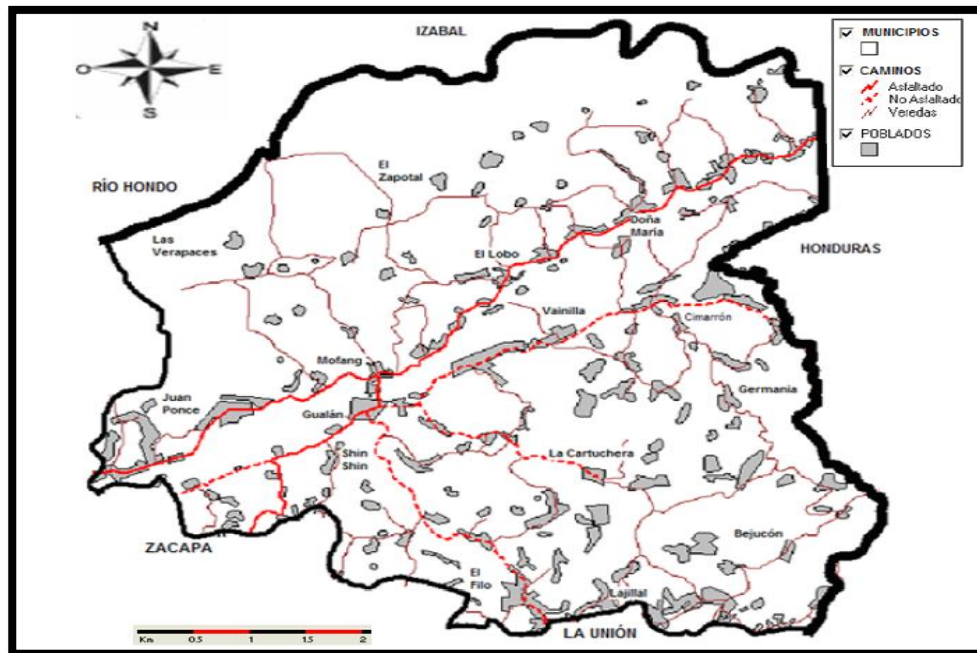 N
O
E
S
IZABAL
MUNICIPIOS
CAMINOS
Asfaltado
No Asfaltado
Veredas
POBLADOS
El
Zapotal
RÍO HONDO
Las
Verapaces
Doña
María
HONDURAS
El Lobo
Vainilla
Cimarrón
Mofang
Germania
Juan
Ponce
Gualán
Shin
Shin
La Cartuchera
ZACAPA
Bejucón
El
Filo
Lajillal
LA UNIÓN
Km 0.5 1 1.5 2